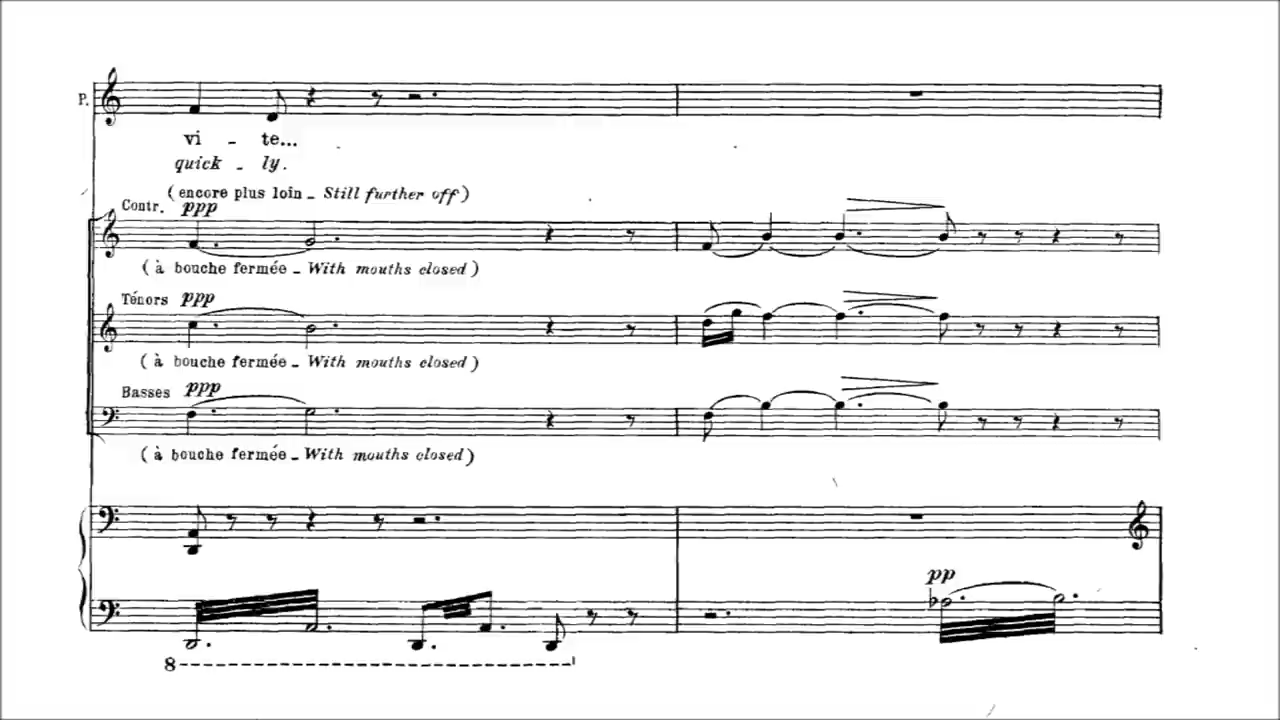 P.
vi - te...
quick - ly.
(encore plus loin - Still further off)
Contr. ppp
(à bouche fermée - With mouths closed)
Ténors ppp
(à bouche fermée - With mouths closed)
Basses ppp
(à bouche fermée - With mouths closed)
pp
8